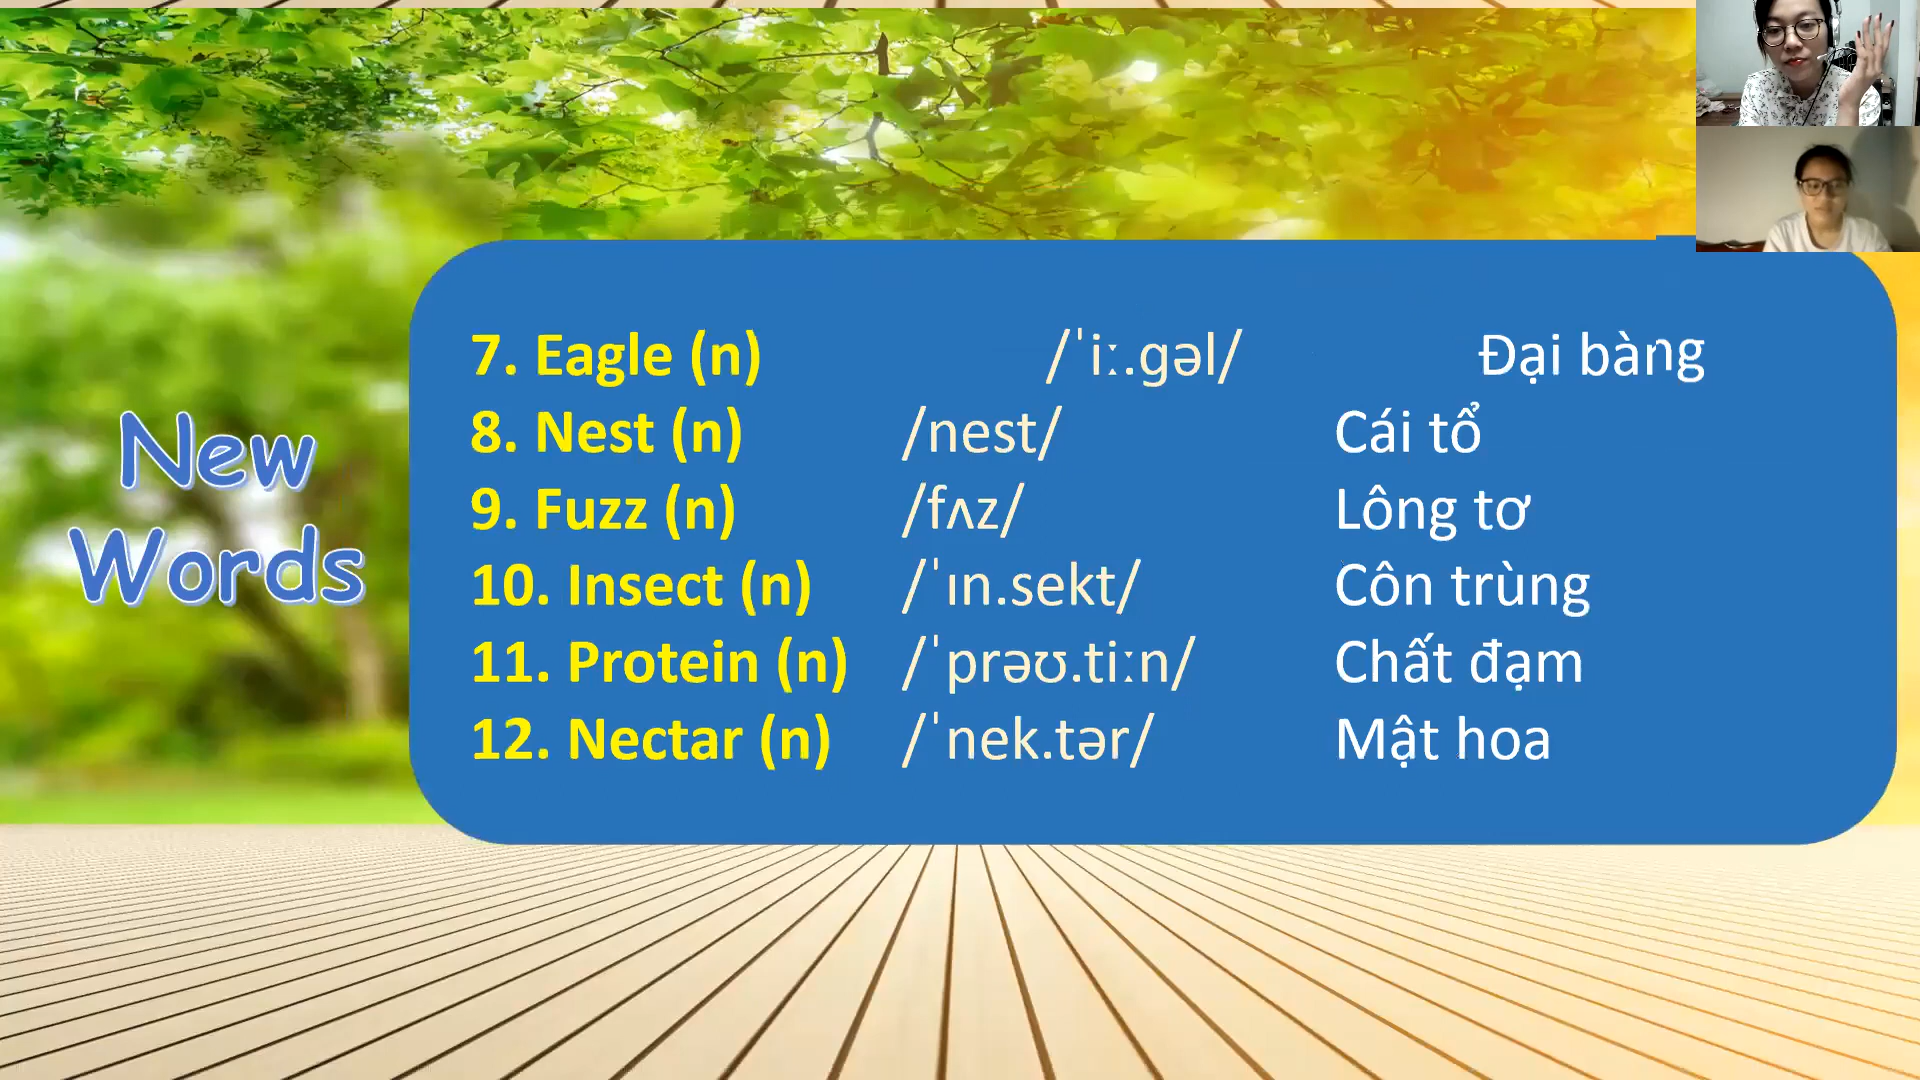 New
Words
7. Eagle (n) /ˈiː.ɡəl/ Đại bàng
8. Nest (n) /nest/ Cái tổ
9. Fuzz (n) /fʌz/ Lông tơ
10. Insect (n) /ˈɪn.sekt/ Côn trùng
11. Protein (n) /ˈprəʊ.tiːn/ Chất đạm
12. Nectar (n) /ˈnek.tər/ Mật hoa